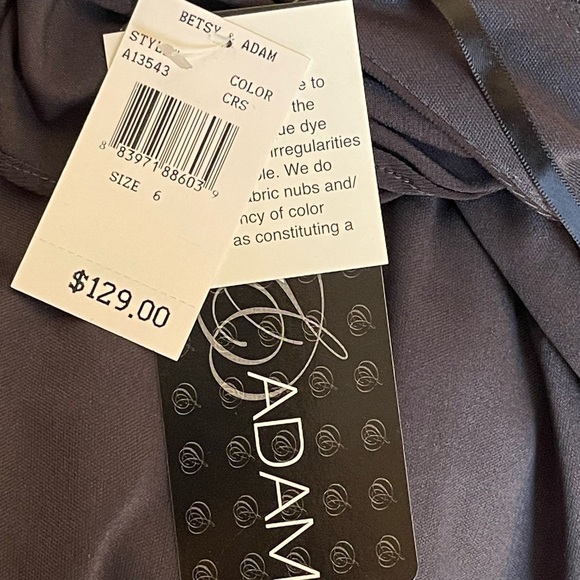 BETSY & ADAM
STYLE
A13543
COLOR
CRS
8 83971 88603 9
SIZE 6
$129.00
to
the
ue dye
irregularities
ble. We do
abric nubs and/
ncy of color
as constituting a
ADAM